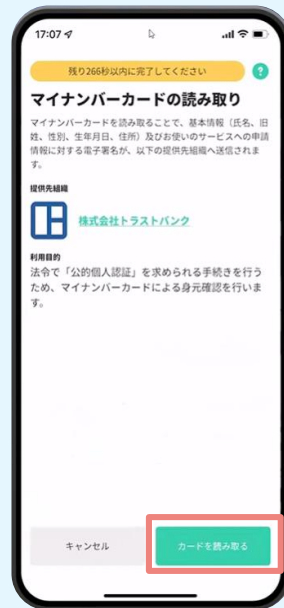 17:07
残り266秒以内に完了してください
?
マイナンバーカードの読み取り
マイナンバーカードを読み取ることで、基本情報（氏名、旧
姓、性別、生年月日、住所）及びお使いのサービスへの申請
情報に対する電子署名が、以下の提供先組織へ送信されま
す。
提供先組織
株式会社トラストバンク
利用目的
法令で「公的個人認証」を求められる手続きを行う
ため、マイナンバーカードによる身元確認を行いま
す。
キャンセル
カードを読み取る